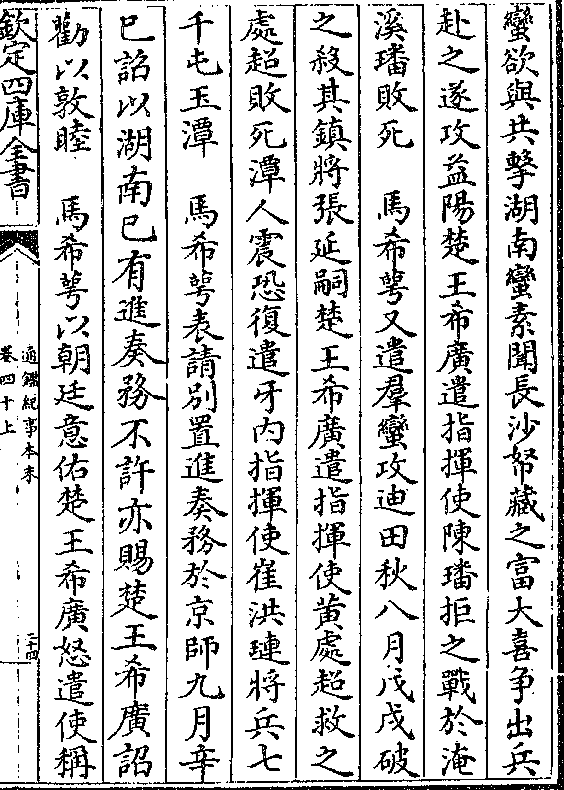 蠻欲與共擊湖南蠻素聞長沙帑藏之富大喜爭出兵
赴之遂攻益陽楚王希廣遣指揮使陳璠拒之戰於淹
溪璠敗死　馬希萼又遣羣蠻攻迪田秋八月戊戌破
之殺其鎮將張延嗣楚王希廣遣指揮使黄處超救之
處超敗死潭人震恐復遣牙内指揮使崔洪璉將兵七
千屯玉潭　馬希萼表請别置進奏務於京師九月辛
巳詔以湖南已有進奏務不許亦賜楚王希廣詔
勸以敦睦　馬希萼以朝廷意佑楚王希廣怒遣使稱
欽定四庫全書
通鑑紀事本末
卷四十上
三十四